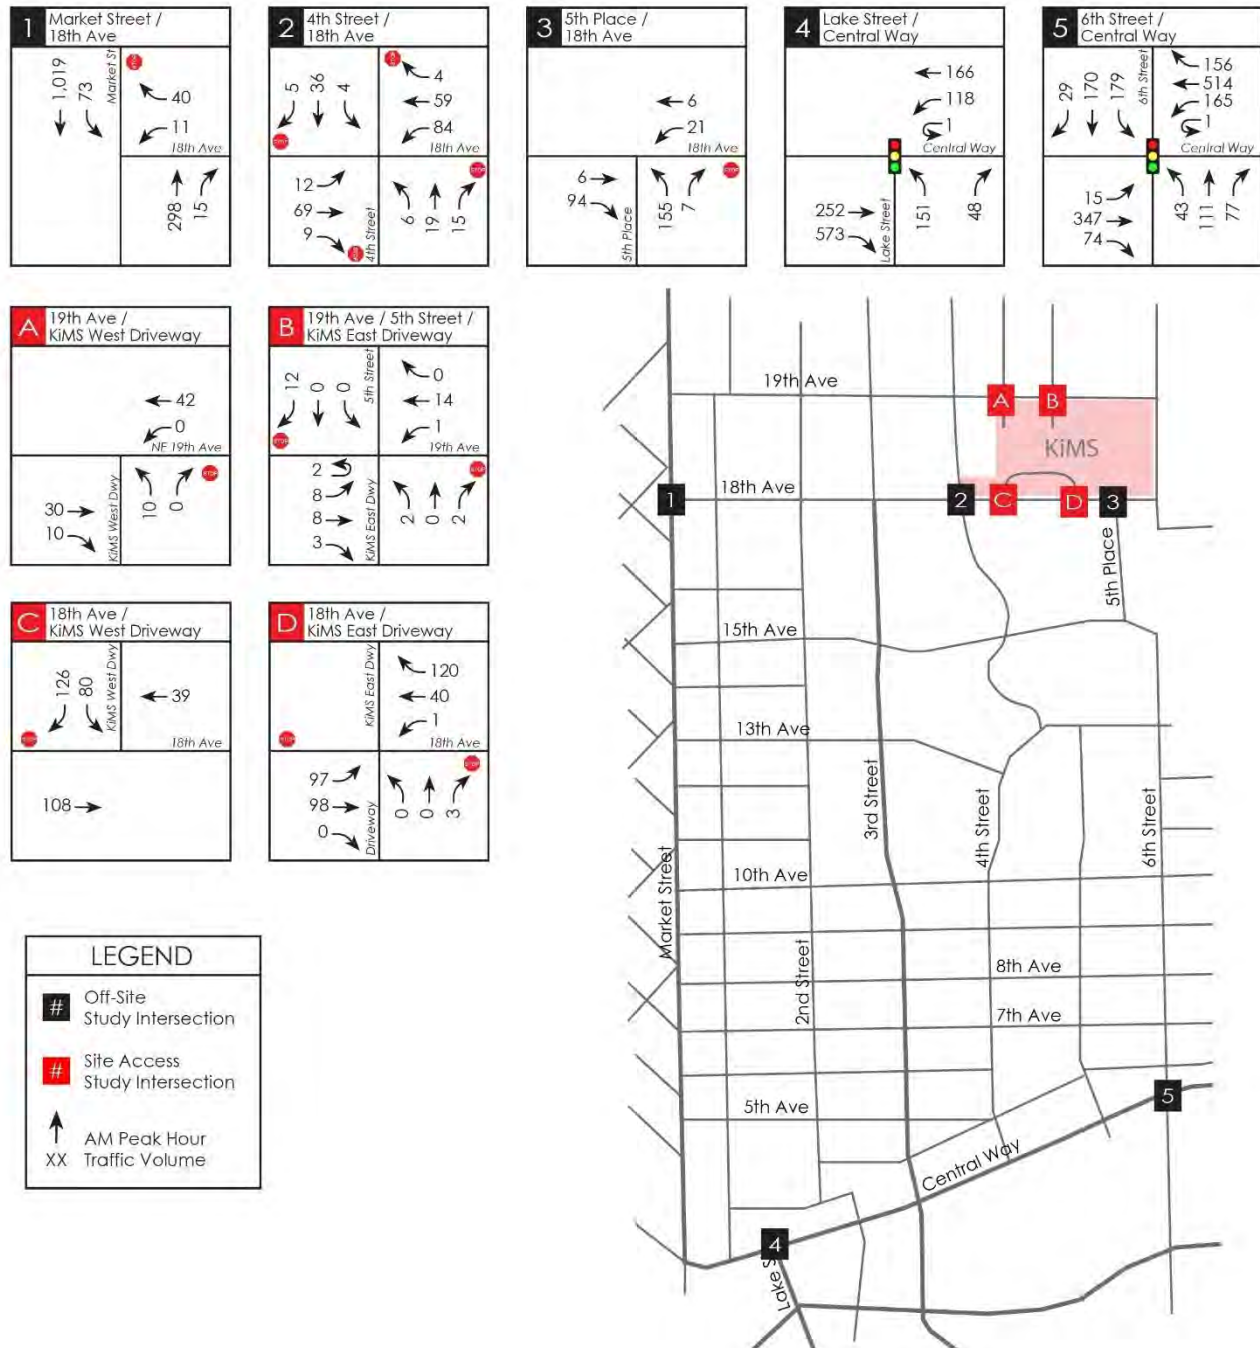 1
Market Street /
18th Ave
1,019
73
Market St
40
11
18th Ave
298
15
2
4th Street /
18th Ave
5
36
4
4
59
84
18th Ave
12
69
9
4th Street
6
19
15
3
5th Place /
18th Ave
6
21
18th Ave
6
94
5th Place
155
7
4
Lake Street /
Central Way
166
118
1
Central Way
252
573
Lake Street
151
48
5
6th Street /
Central Way
29
170
179
6th Street
156
514
165
1
Central Way
15
347
74
43
111
77
A
19th Ave /
KiMS West Driveway
42
0
NE 19th Ave
30
10
KiMS West Dwy
10
0
STOP
B
19th Ave / 5th Street /
KiMS East Driveway
12
0
0
5th Street
0
14
1
19th Ave
STOP
2
8
8
3
KiMS East Dwy
2
0
2
STOP
C
18th Ave /
KiMS West Driveway
126
80
KiMS West Dwy
39
18th Ave
STOP
108
D
18th Ave /
KiMS East Driveway
KiMS East Dwy
120
40
1
18th Ave
STOP
97
98
0
Driveway
0
0
3
STOP
LEGEND
#
Off-Site
Study Intersection
#
Site Access
Study Intersection
XX
AM Peak Hour
Traffic Volume
19th Ave
A
B
KiMS
18th Ave
1
2
C
D
3
5th Place
15th Ave
13th Ave
3rd Street
4th Street
6th Street
Market Street
10th Ave
2nd Street
8th Ave
7th Ave
5th Ave
5
Central Way
4
Lake S